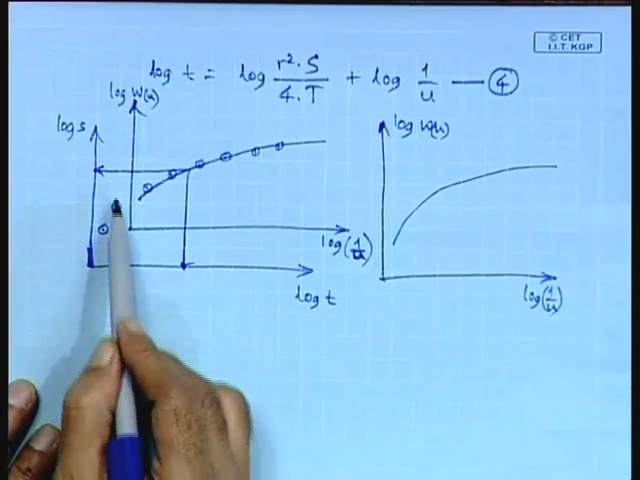 © CET
I.I.T. KGP
log t = log r². S / 4. T + log 1/u — ④
log W(u)
log s
log (1/u)
log t
log W(u)
log (1/u)